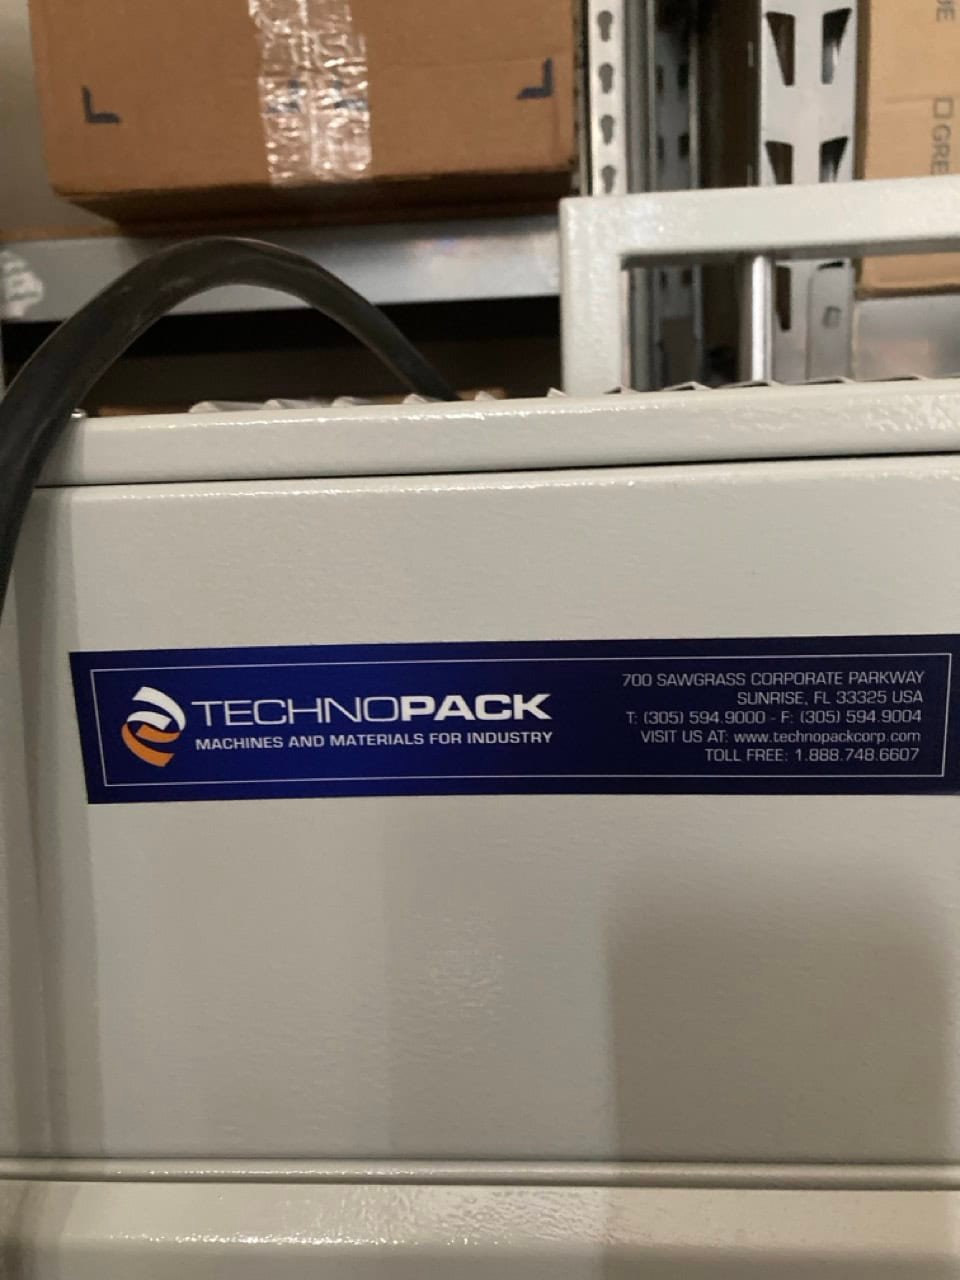 TECHNOPACK
MACHINES AND MATERIALS FOR INDUSTRY
700 SAWGRASS CORPORATE PARKWAY
SUNRISE, FL 33325 USA
T: (305) 594.9000 - F: (305) 594.9004
VISIT US AT: www.technopackcorp.com
TOLL FREE: 1.888.748.6607